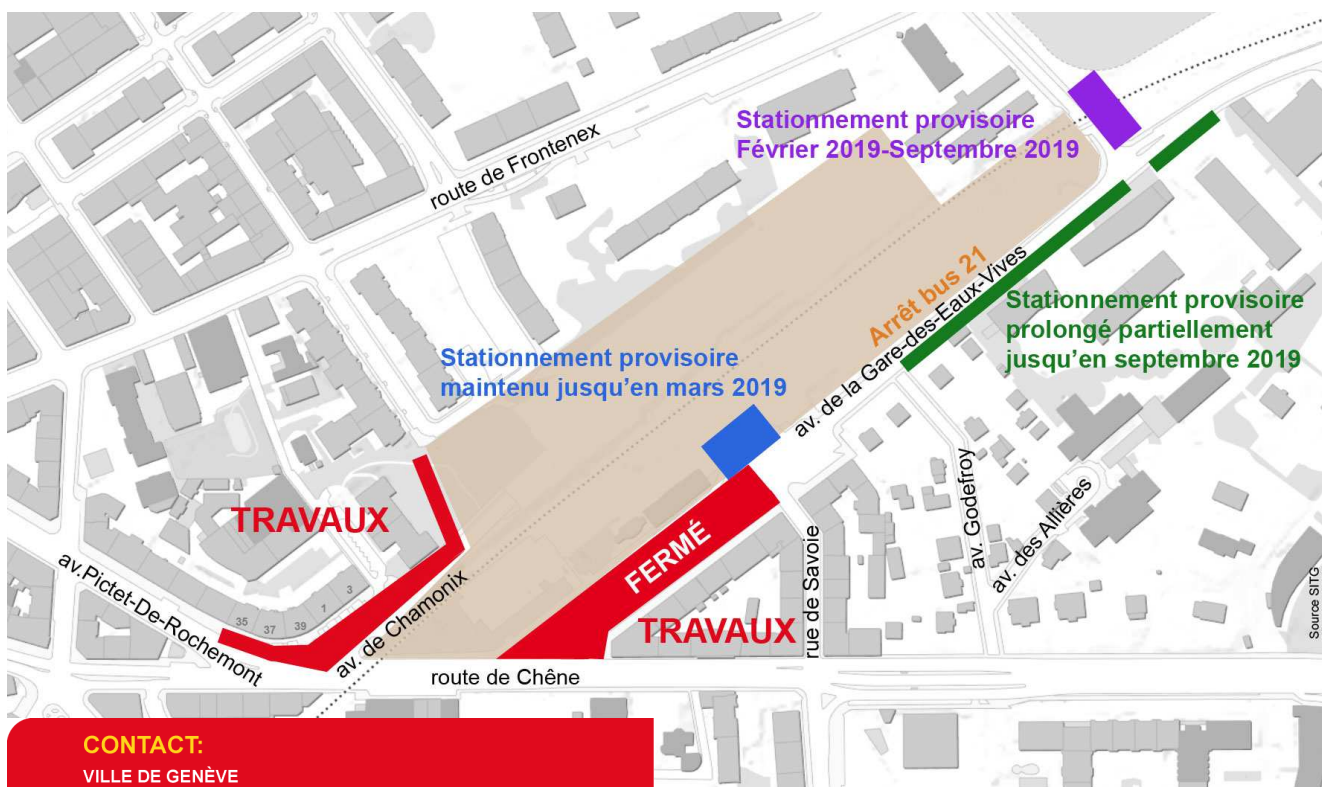 Stationnement provisoire
Février 2019-Septembre 2019
route de Frontenex
Arrêt bus 21
av. de la Gare-des-Eaux-Vives
Stationnement provisoire
prolongé partiellement
jusqu'en septembre 2019
Stationnement provisoire
maintenu jusqu'en mars 2019
TRAVAUX
FERMÉ
av. Godefroy
av. des Allières
rue de Savoie
av.Pictet-De-Rochemont
35
37
39
1
3
av. de Chamonix
TRAVAUX
route de Chêne
Source SITG
CONTACT:
VILLE DE GENÈVE